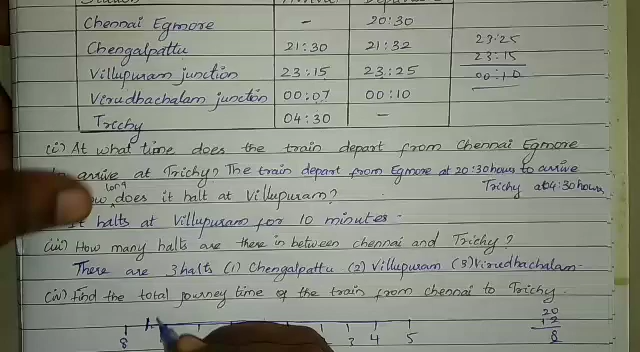 Chennai Egmore - 20:30
Chengalpattu 21:30 21:32 23:25
Villupuram junction 23:15 23:25 23:15
Virudhachalam junction 00:07 00:10 00:10
Trichy 04:30 -
(i) At what time does the train depart from Chennai Egmore
arrive at Trichy? The train depart from Egmore at 20:30hours to arrive
Trichy at 04:30 hours
long
does it halt at Villupuram?
halts at Villupuram for 10 minutes.
(iii) How many halts are there in between chennai and Trichy?
There are 3 halts (1) Chengalpattu (2) Villupuram (3) Virudhachalam
(iv) Find the total journey time of the train from chennai to Trichy.
20
12
8
8 3 4 5